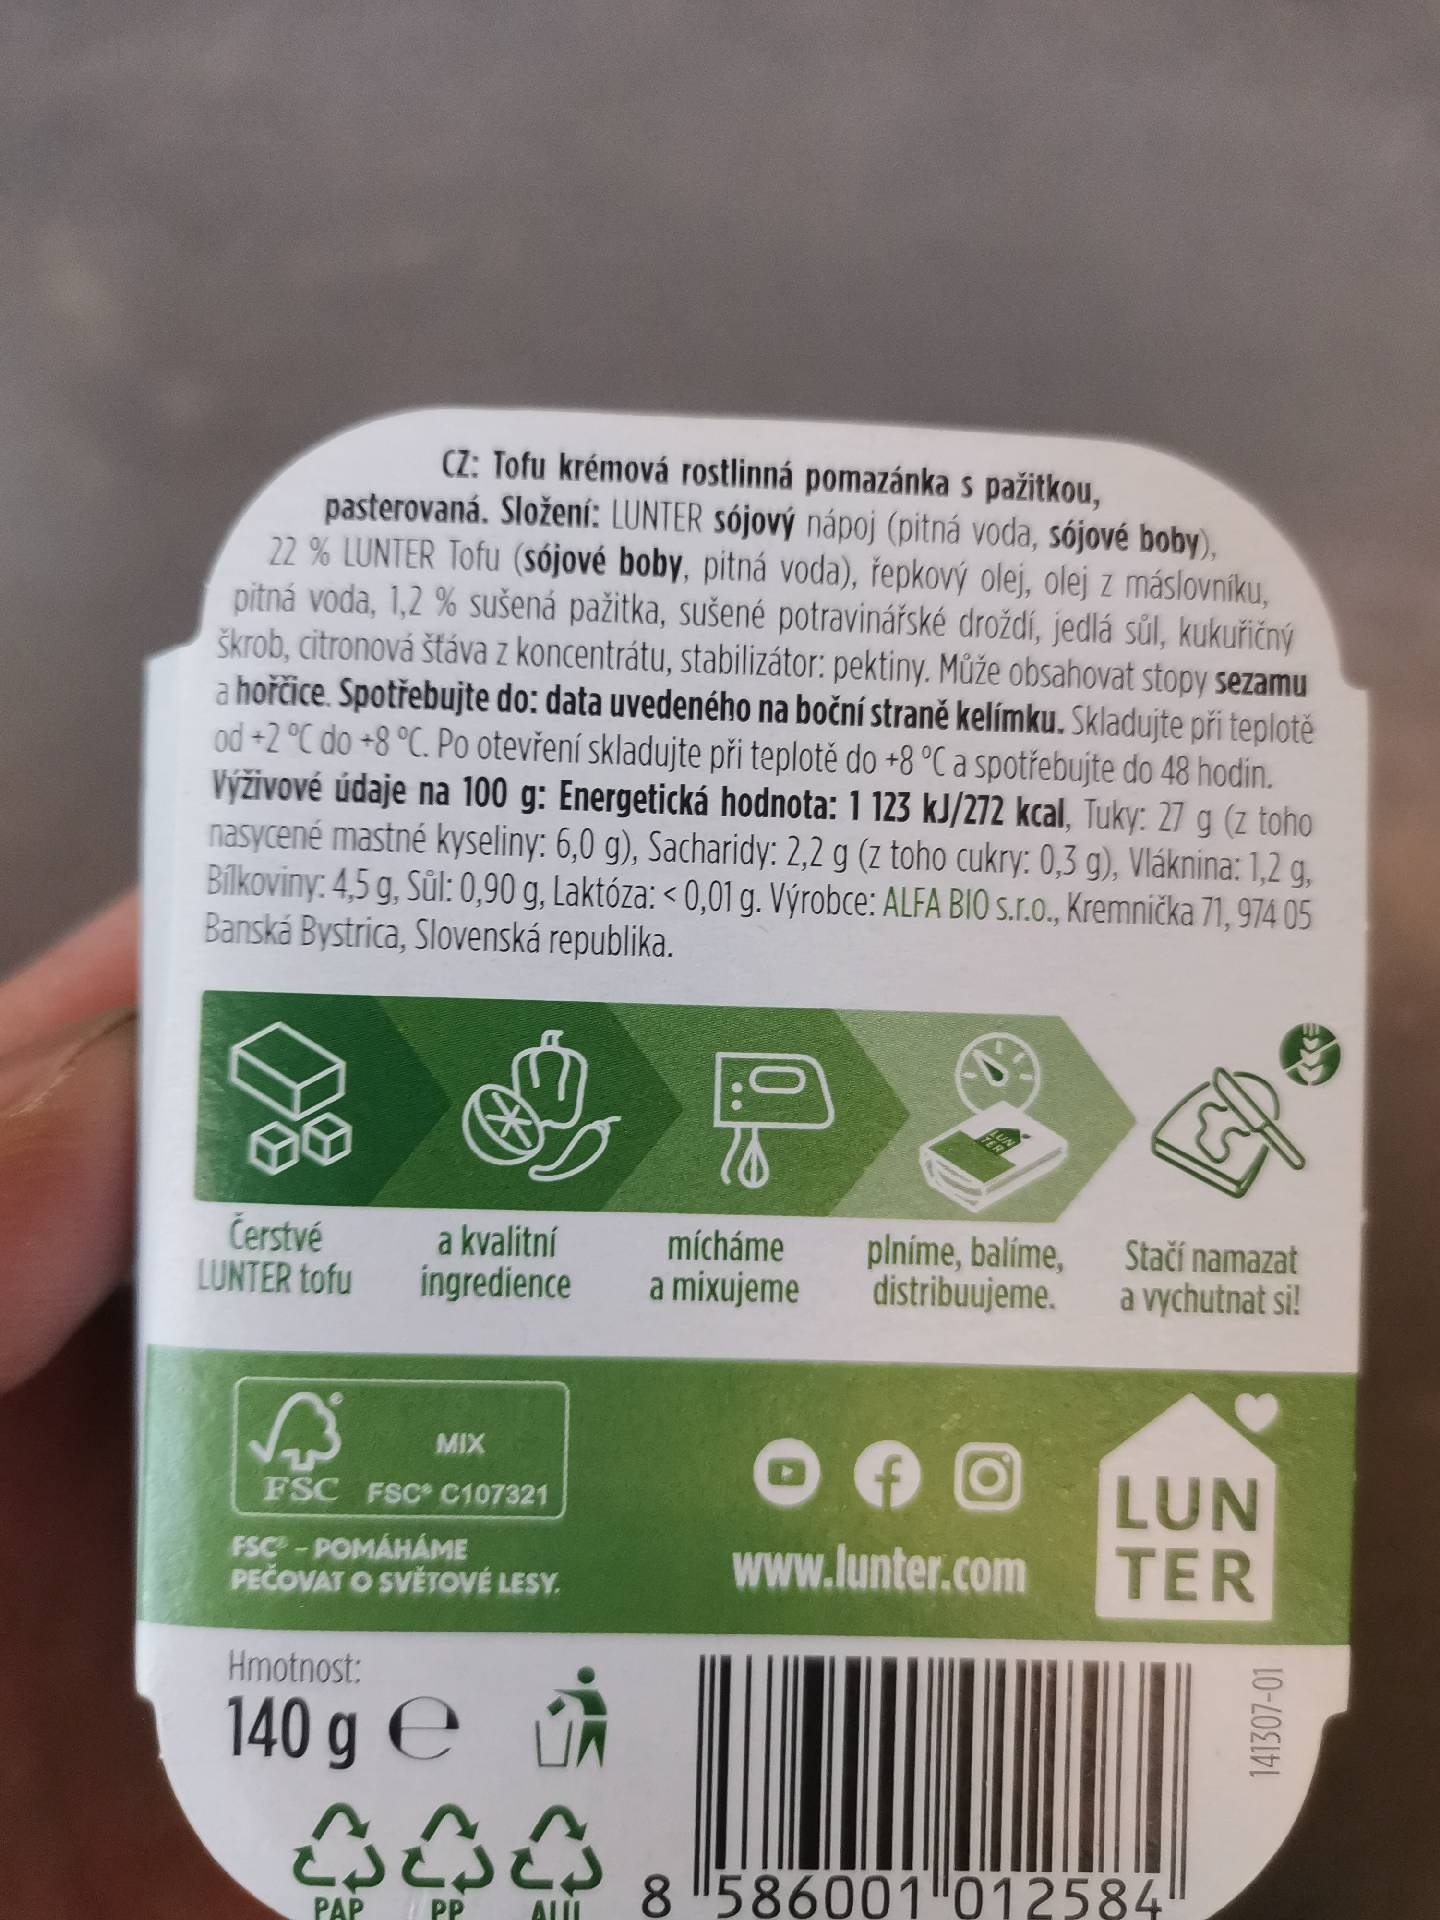 CZ: Tofu krémová rostlinná pomazánka s pažitkou,
pasterovaná. Složení: LUNTER sójový nápoj (pitná voda, sójové boby),
22 % LUNTER Tofu (sójové boby, pitná voda), řepkový olej, olej z máslovníku,
pitná voda, 1,2 % sušená pažitka, sušené potravinářské droždí, jedlá sůl, kukuřičný
škrob, citronová šťáva z koncentrátu, stabilizátor: pektiny. Může obsahovat stopy sezamu
a hořčice. Spotřebujte do: data uvedeného na boční straně kelímku. Skladujte při teplotě
od +2 °C do +8 °C. Po otevření skladujte při teplotě do +8 °C a spotřebujte do 48 hodin.
Výživové údaje na 100 g: Energetická hodnota: 1 123 kJ/272 kcal, Tuky: 27 g (z toho
nasycené mastné kyseliny: 6,0 g), Sacharidy: 2,2 g (z toho cukry: 0,3 g), Vláknina: 1,2 g,
Bílkoviny: 4,5 g, Sůl: 0,90 g, Laktóza: < 0,01 g. Výrobce: ALFA BIO s.r.o., Kremnička 71, 974 05
Banská Bystrica, Slovenská republika.
LUN
TER
Čerstvé
LUNTER tofu
a kvalitní
ingredience
mícháme
a mixujeme
plníme, balíme,
distribuujeme.
Stačí namazat
a vychutnat si!
MIX
FSC FSC® C107321
FSC® – POMÁHÁME
PEČOVAT O SVĚTOVÉ LESY.
www.lunter.com
LUN
TER
Hmotnost:
140 g e
141307-01
PAP PP ALU
8 586001 012584